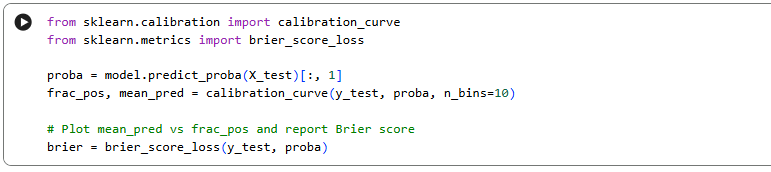 from sklearn.calibration import calibration_curve
from sklearn.metrics import brier_score_loss
proba = model.predict_proba(X_test)[:, 1]
frac_pos, mean_pred = calibration_curve(y_test, proba, n_bins=10)
# Plot mean_pred vs frac_pos and report Brier score
brier = brier_score_loss(y_test, proba)